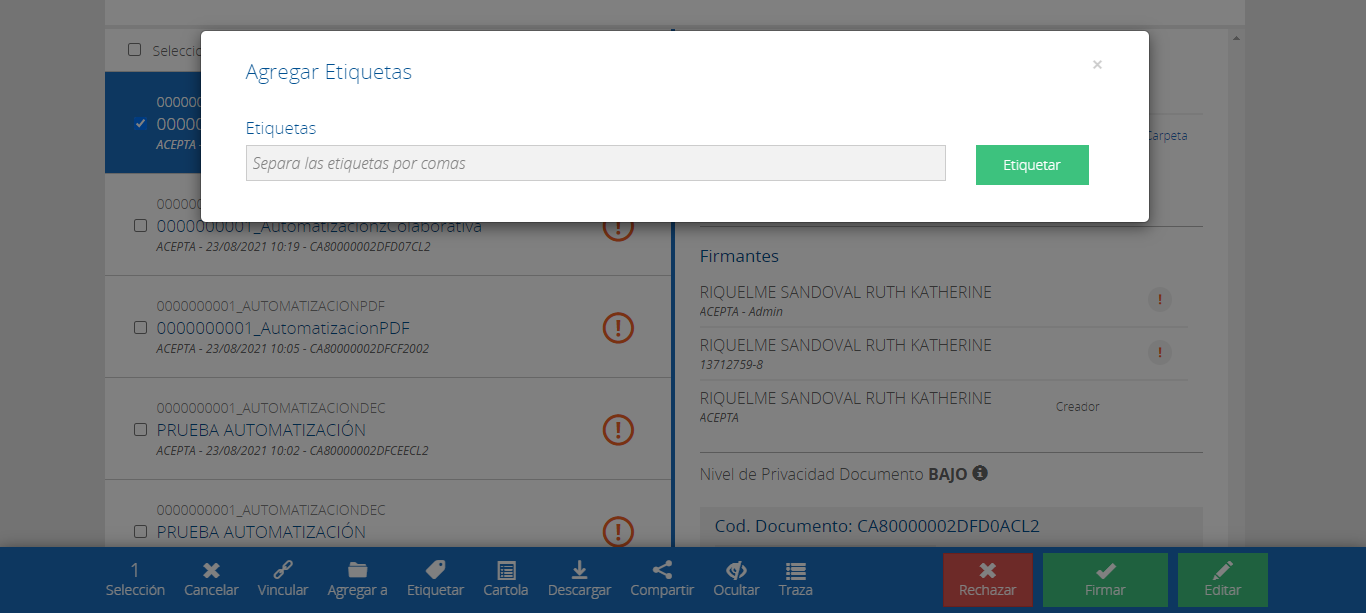 Selecció
Agregar Etiquetas
×
Etiquetas
Separa las etiquetas por comas
Etiquetar
ACEPTA -
Carpeta
0000000001_AutomatizacionzColaborativa
ACEPTA - 23/08/2021 10:19 - CA80000002DFD07CL2
0000000001_AUTOMATIZACIONPDF
0000000001_AutomatizacionPDF
ACEPTA - 23/08/2021 10:05 - CA80000002DFCF2002
0000000001_AUTOMATIZACIONDEC
PRUEBA AUTOMATIZACIÓN
ACEPTA - 23/08/2021 10:02 - CA80000002DFCEECL2
0000000001_AUTOMATIZACIONDEC
PRUEBA AUTOMATIZACIÓN
Firmantes
RIQUELME SANDOVAL RUTH KATHERINE
ACEPTA - Admin
RIQUELME SANDOVAL RUTH KATHERINE
13712759-8
RIQUELME SANDOVAL RUTH KATHERINE
ACEPTA
Creador
Nivel de Privacidad Documento BAJO
Cod. Documento: CA80000002DFD0ACL2
1
Selección
Cancelar
Vincular
Agregar a
Etiquetar
Cartola
Descargar
Compartir
Ocultar
Traza
Rechazar
Firmar
Editar